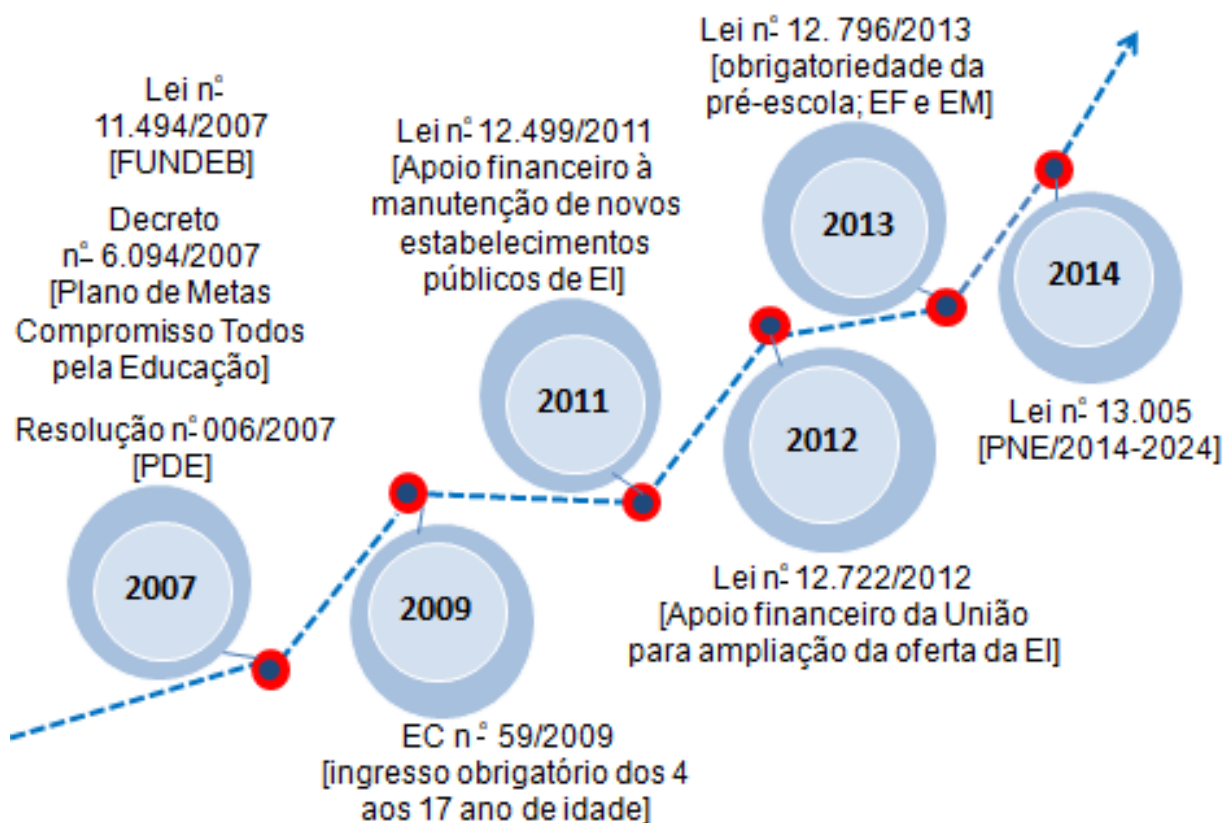 Lei nº
11.494/2007
[FUNDEB]
Decreto
nº 6.094/2007
[Plano de Metas
Compromisso Todos
pela Educação]
Resolução nº 006/2007
[PDE]
2007
2009
EC nº 59/2009
[ingresso obrigatório dos 4
aos 17 ano de idade]
Lei nº 12.499/2011
[Apoio financeiro à
manutenção de novos
estabelecimentos
públicos de EI]
2011
2012
Lei nº 12.722/2012
[Apoio financeiro da União
para ampliação da oferta da EI]
Lei nº 12. 796/2013
[obrigatoriedade da
pré-escola; EF e EM]
2013
2014
Lei nº 13.005
[PNE/2014-2024]